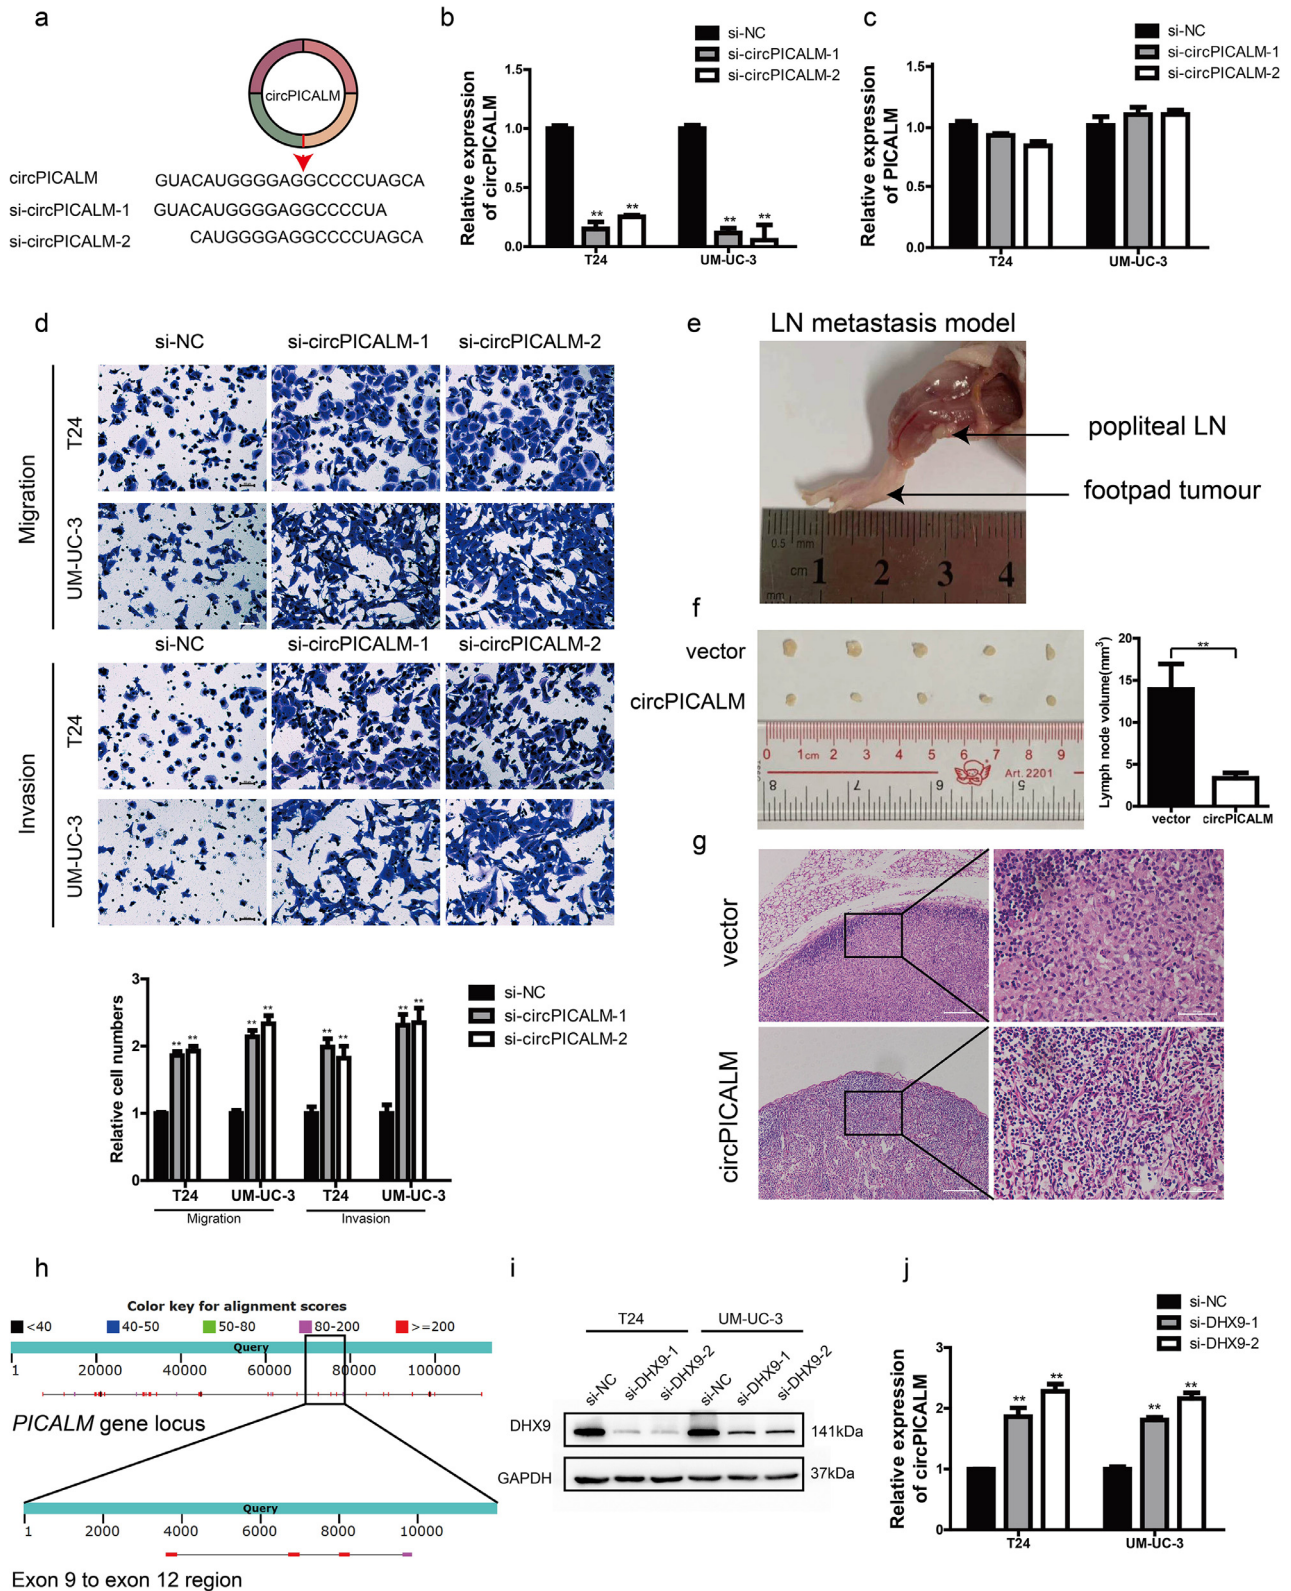 a
circPICALM
circPICALM GUACAUGGGGAGGCCCCUAGCA
si-circPICALM-1 GUACAUGGGGAGGCCCCUA
si-circPICALM-2 CAUGGGGAGGCCCCUAGCA
b
si-NC
si-circPICALM-1
si-circPICALM-2
Relative expression
of circPICALM
1.5
1.0
0.5
0.0
** ** ** **
T24 UM-UC-3
c
si-NC
si-circPICALM-1
si-circPICALM-2
Relative expression
of PICALM
1.5
1.0
0.5
0.0
T24 UM-UC-3
d
si-NC si-circPICALM-1 si-circPICALM-2
Migration
T24
UM-UC-3
si-NC si-circPICALM-1 si-circPICALM-2
Invasion
T24
UM-UC-3
Relative cell numbers
3
2
1
0
** ** ** ** ** ** ** **
T24 UM-UC-3 T24 UM-UC-3
Migration Invasion
si-NC
si-circPICALM-1
si-circPICALM-2
e
LN metastasis model
popliteal LN
footpad tumour
0.5 mm
cm 1 2 3 4
mm
f
vector
circPICALM
0 1cm 2 3 4 5 6 7 8 9
Art. 2201
8 7 6 5
Lymph node volume(mm³)
20
15
10
5
0
**
vector circPICALM
g
vector
circPICALM
h
Color key for alignment scores
<40 40-50 50-80 80-200 >=200
Query
1 20000 40000 60000 80000 100000
PICALM gene locus
Query
1 2000 4000 6000 8000 10000
Exon 9 to exon 12 region
i
T24 UM-UC-3
si-NC si-DHX9-1 si-DHX9-2 si-NC si-DHX9-1 si-DHX9-2
DHX9 141kDa
GAPDH 37kDa
j
si-NC
si-DHX9-1
si-DHX9-2
Relative expression
of circPICALM
3
2
1
0
** ** ** **
T24 UM-UC-3